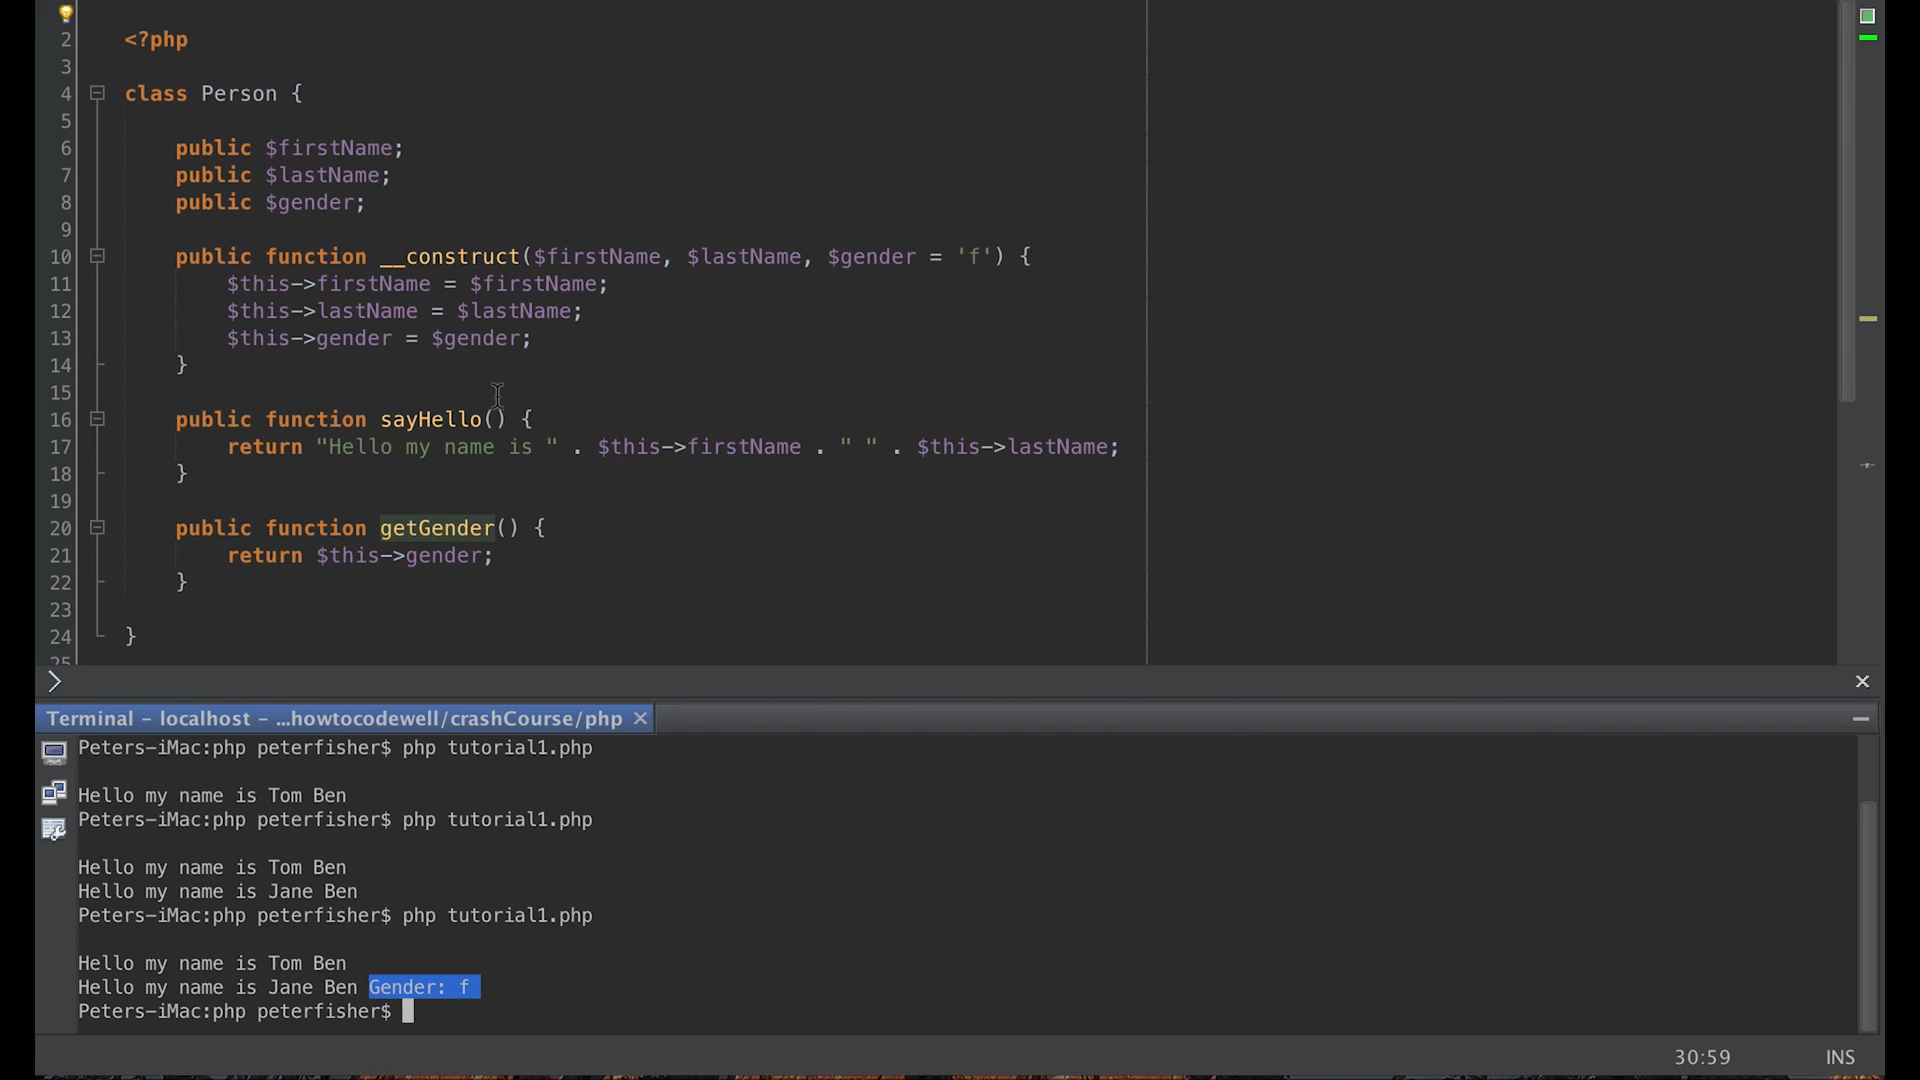 2 <?php
3
4 class Person {
5
6 public $firstName;
7 public $lastName;
8 public $gender;
9
10 public function __construct($firstName, $lastName, $gender = 'f') {
11 $this->firstName = $firstName;
12 $this->lastName = $lastName;
13 $this->gender = $gender;
14 }
15
16 public function sayHello() {
17 return "Hello my name is " . $this->firstName . " " . $this->lastName;
18 }
19
20 public function getGender() {
21 return $this->gender;
22 }
23
24 }
25
Terminal - localhost - ...howtocodewell/crashCourse/php
Peters-iMac:php peterfisher$ php tutorial1.php
Hello my name is Tom Ben
Peters-iMac:php peterfisher$ php tutorial1.php
Hello my name is Tom Ben
Hello my name is Jane Ben
Peters-iMac:php peterfisher$ php tutorial1.php
Hello my name is Tom Ben
Hello my name is Jane Ben Gender: f
Peters-iMac:php peterfisher$
30:59 INS